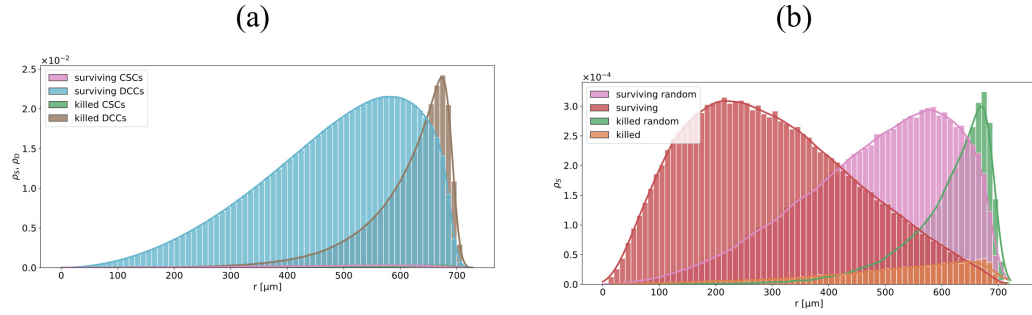 (a)
(b)
×10⁻²
2.5
2.0
1.5
1.0
0.5
0.0
ρS, ρD
surviving CSCs
surviving DCCs
killed CSCs
killed DCCs
0 100 200 300 400 500 600 700
r [μm]
×10⁻⁴
3.0
2.5
2.0
1.5
1.0
0.5
0.0
ρS
surviving random
surviving
killed random
killed
0 100 200 300 400 500 600 700
r [μm]